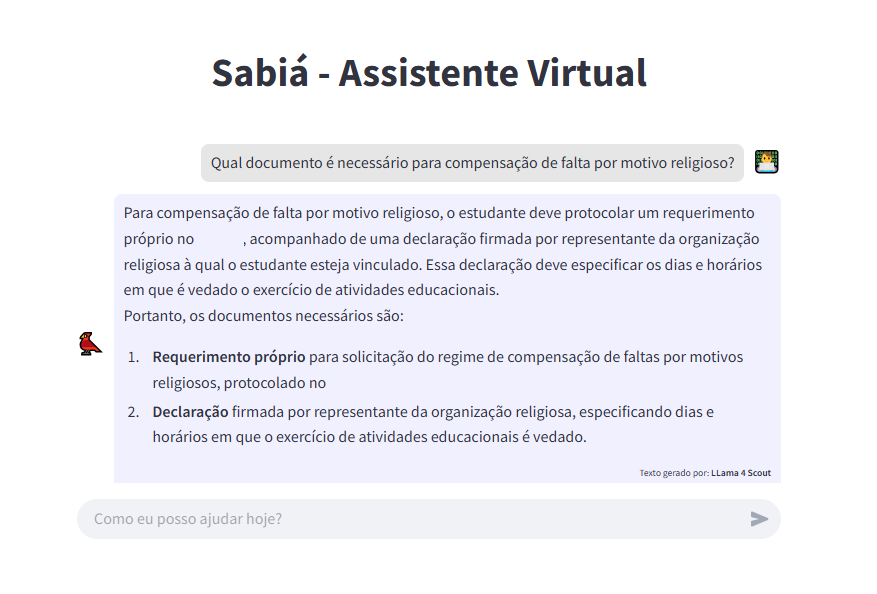 Sabiá - Assistente Virtual
Qual documento é necessário para compensação de falta por motivo religioso?
Para compensação de falta por motivo religioso, o estudante deve protocolar um requerimento
próprio no , acompanhado de uma declaração firmada por representante da organização
religiosa à qual o estudante esteja vinculado. Essa declaração deve especificar os dias e horários
em que é vedado o exercício de atividades educacionais.
Portanto, os documentos necessários são:
1. Requerimento próprio para solicitação do regime de compensação de faltas por motivos
religiosos, protocolado no
2. Declaração firmada por representante da organização religiosa, especificando dias e
horários em que o exercício de atividades educacionais é vedado.
Texto gerado por: LLama 4 Scout
Como eu posso ajudar hoje?